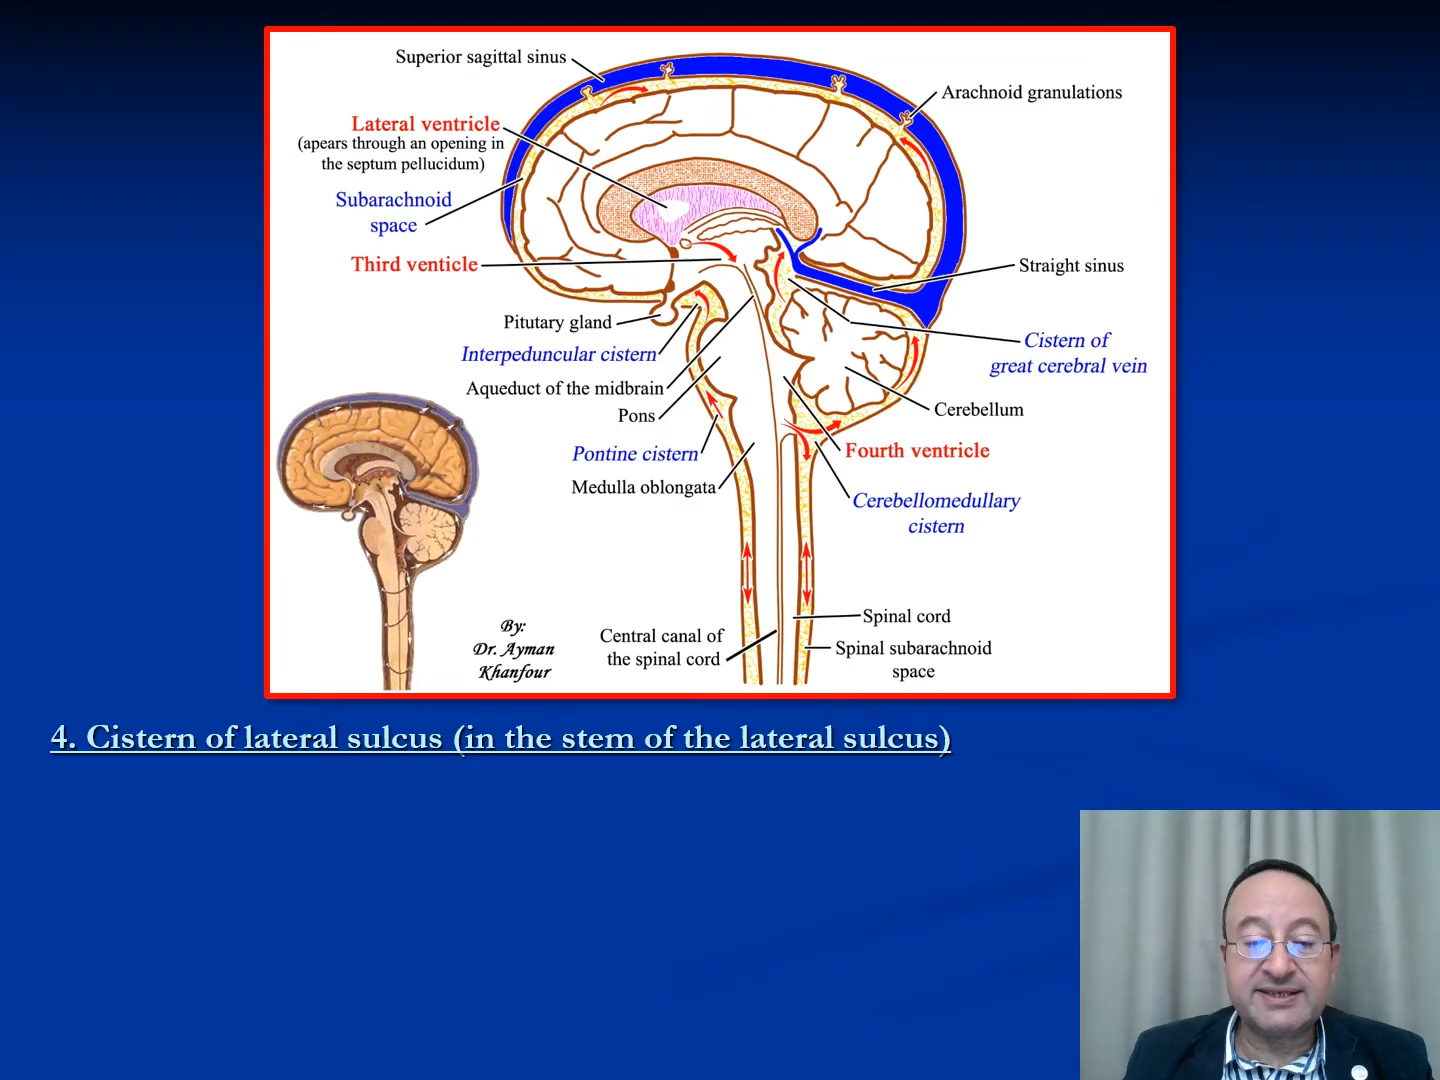 Superior sagittal sinus
Arachnoid granulations
Lateral ventricle
(apears through an opening in
the septum pellucidum)
Subarachnoid
space
Third venticle
Straight sinus
Pitutary gland
Cistern of
great cerebral vein
Interpeduncular cistern
Aqueduct of the midbrain
Cerebellum
Pons
Fourth ventricle
Pontine cistern
Medulla oblongata
Cerebellomedullary
cistern
Spinal cord
By:
Dr. Ayman
Khanfour
Central canal of
the spinal cord
Spinal subarachnoid
space
4. Cistern of lateral sulcus (in the stem of the lateral sulcus)